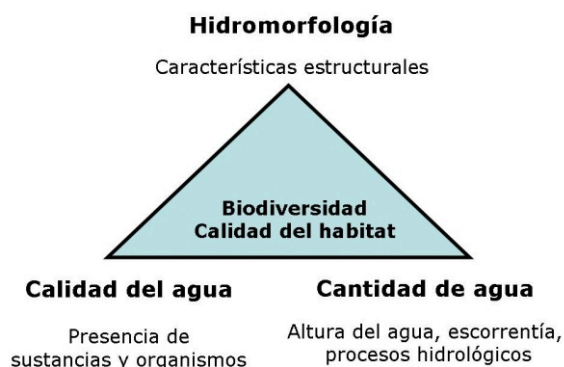 Hidromorfología
Características estructurales
Biodiversidad
Calidad del habitat
Calidad del agua
Presencia de
sustancias y organismos
Cantidad de agua
Altura del agua, escorrentía,
procesos hidrológicos